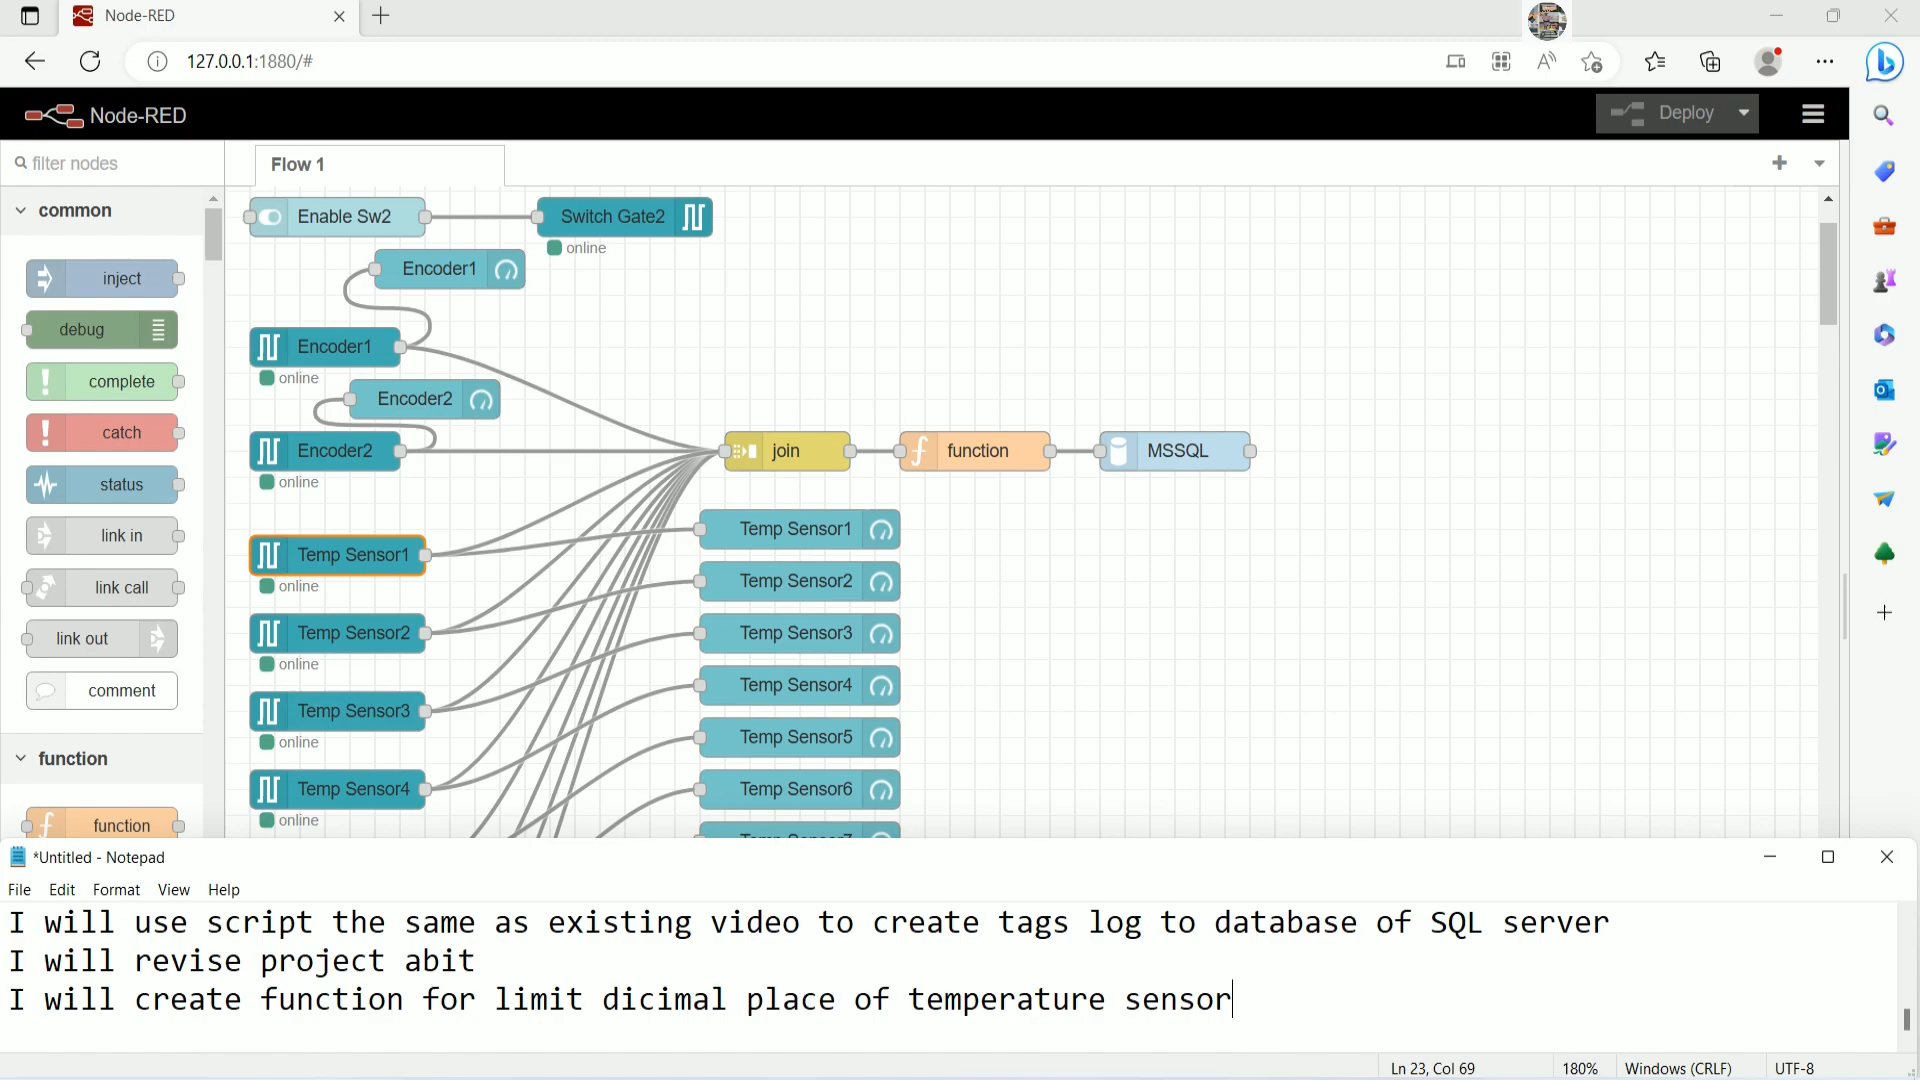 Node-RED
127.0.0.1:1880/#
Node-RED
Deploy
filter nodes
Flow 1
common
inject
debug
complete
catch
status
link in
link call
link out
comment
function
function
Enable Sw2
Switch Gate2
online
Encoder1
Encoder1
online
Encoder2
Encoder2
online
join
function
MSSQL
Temp Sensor1
online
Temp Sensor2
online
Temp Sensor3
online
Temp Sensor4
online
Temp Sensor1
Temp Sensor2
Temp Sensor3
Temp Sensor4
Temp Sensor5
Temp Sensor6
Temp Sensor7
*Untitled - Notepad
File Edit Format View Help
I will use script the same as existing video to create tags log to database of SQL server
I will revise project abit
I will create function for limit dicimal place of temperature sensor
Ln 23, Col 69 180% Windows (CRLF) UTF-8